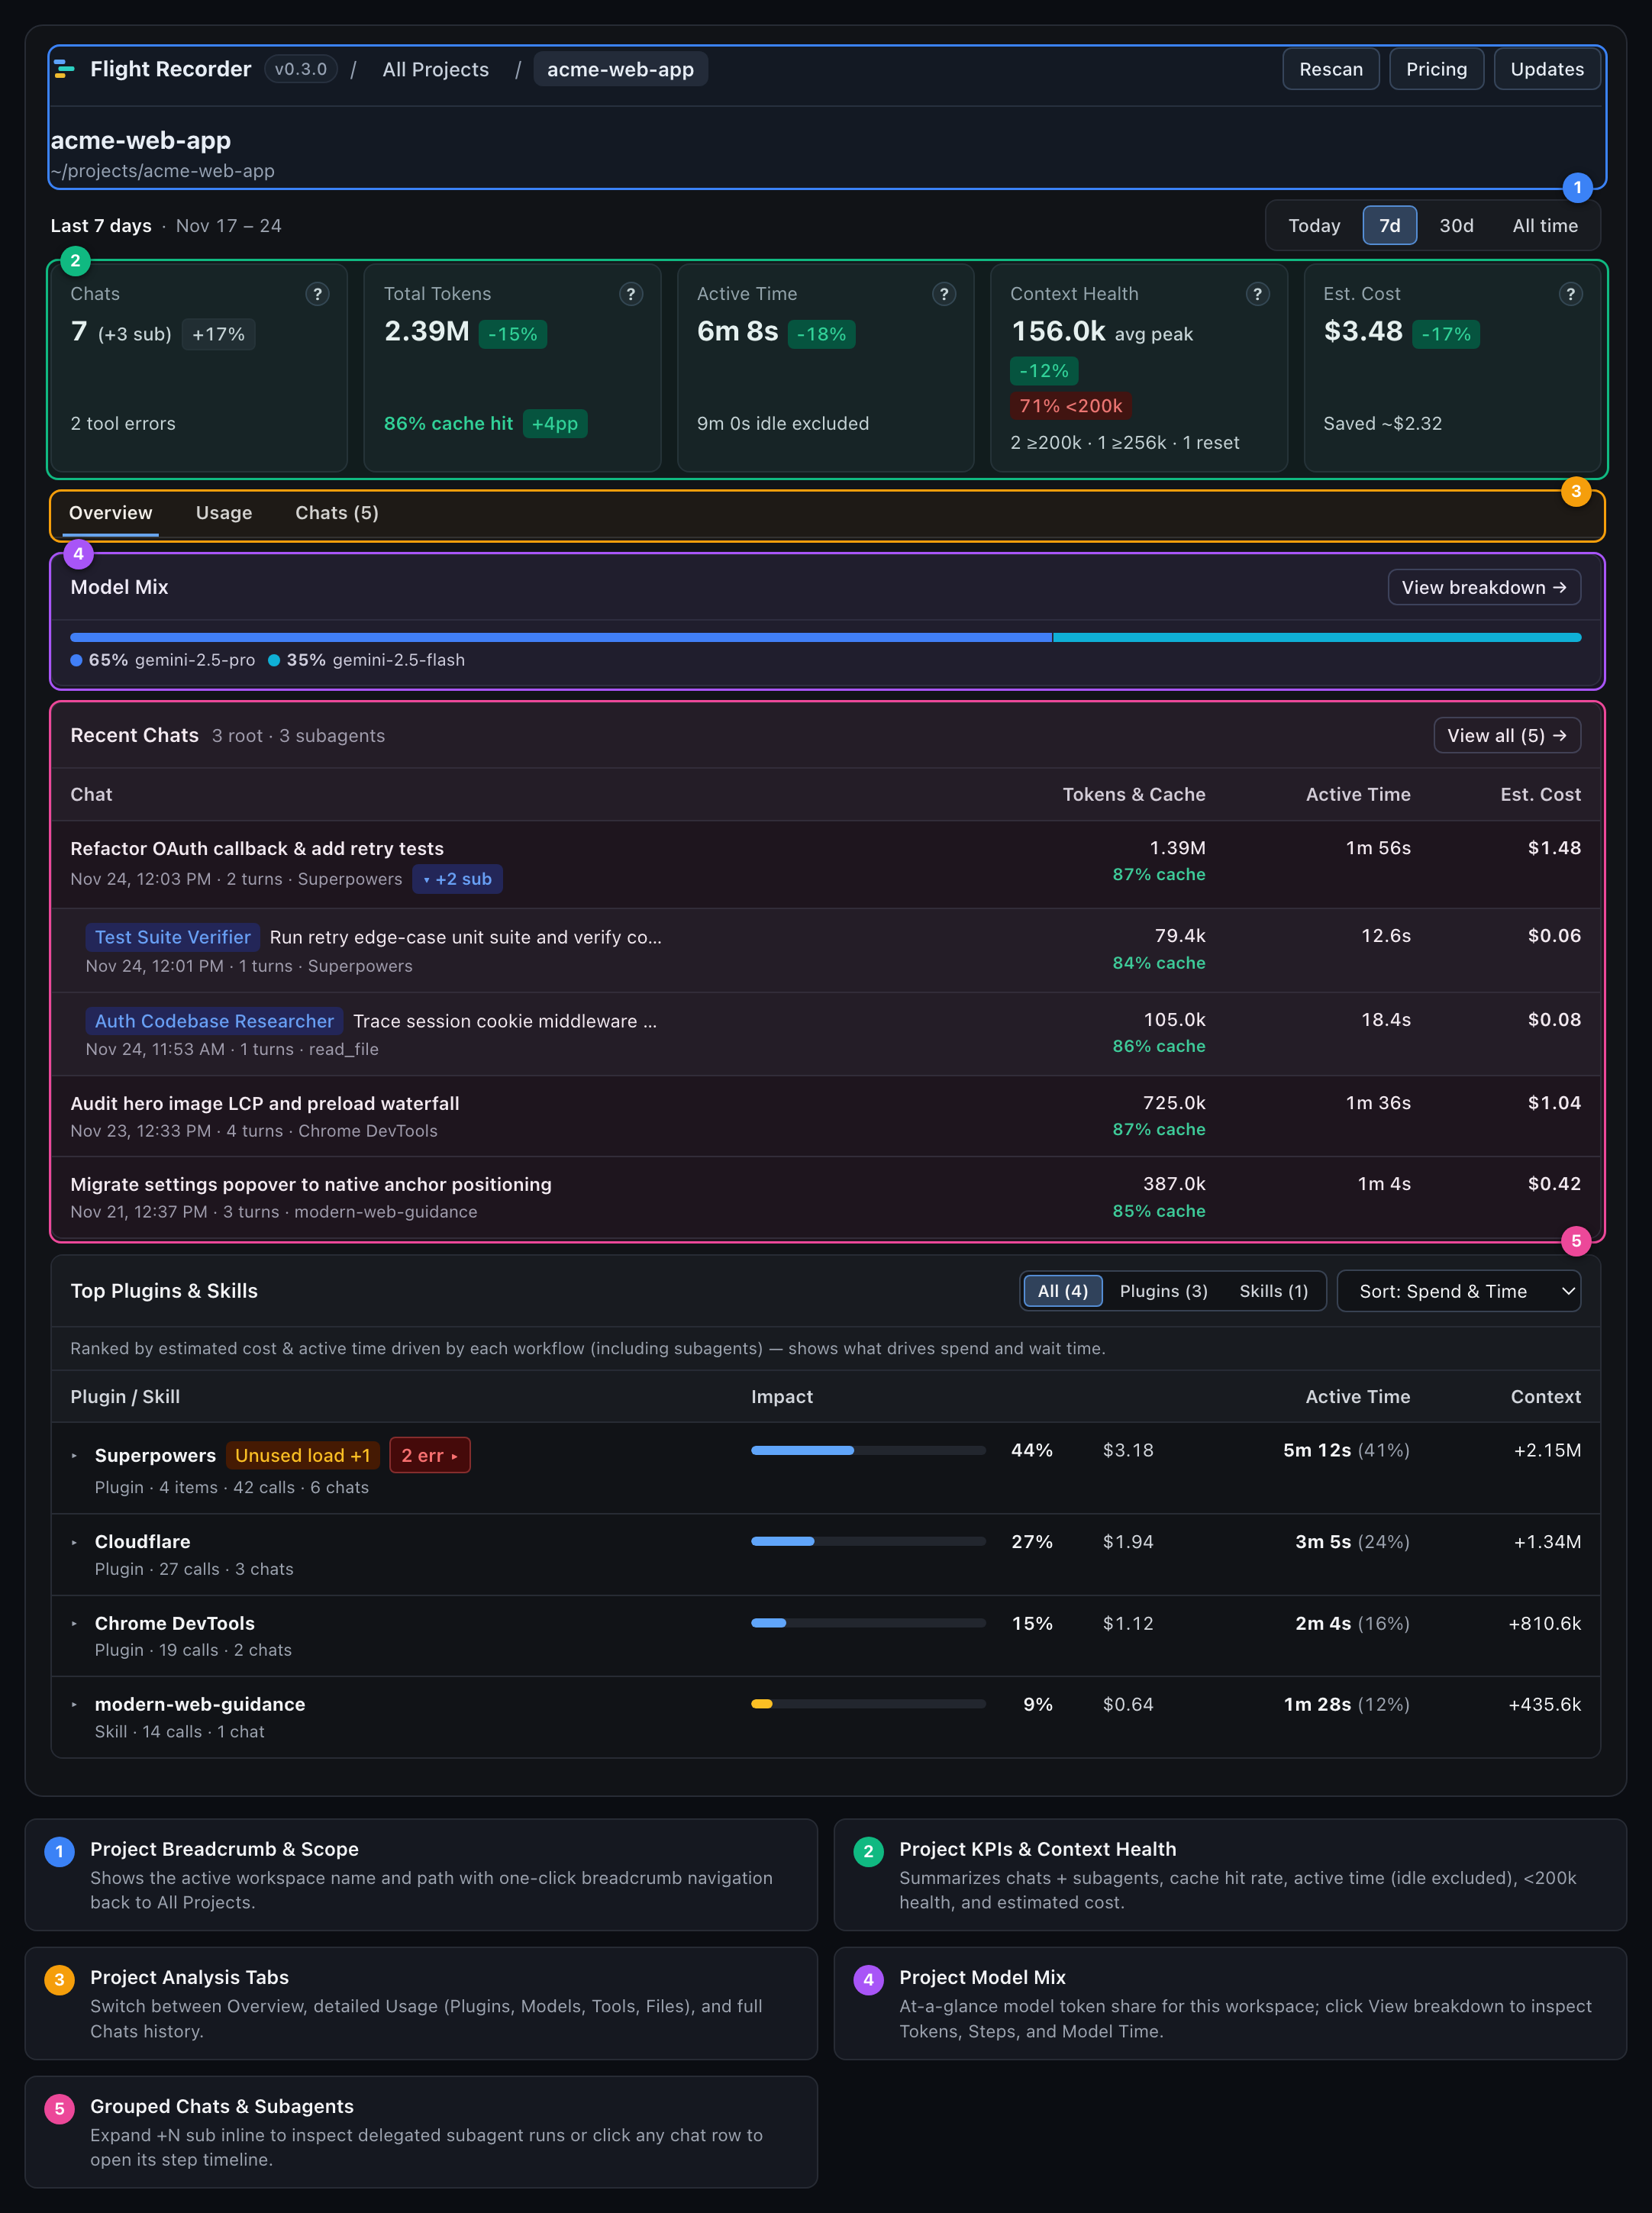 Flight Recorder v0.3.0 / All Projects / acme-web-app Rescan Pricing Updates
acme-web-app
~/projects/acme-web-app
1
Last 7 days · Nov 17 – 24 Today 7d 30d All time
2
Chats ? Total Tokens ? Active Time ? Context Health ? Est. Cost ?
7 (+3 sub) +17% 2.39M -15% 6m 8s -18% 156.0k avg peak $3.48 -17%
-12%
71% <200k
2 tool errors 86% cache hit +4pp 9m 0s idle excluded Saved ~$2.32
2 ≥200k · 1 ≥256k · 1 reset
3
Overview Usage Chats (5)
4
Model Mix View breakdown →
65% gemini-2.5-pro 35% gemini-2.5-flash
Recent Chats 3 root · 3 subagents View all (5) →
Chat Tokens & Cache Active Time Est. Cost
Refactor OAuth callback & add retry tests 1.39M 1m 56s $1.48
Nov 24, 12:03 PM · 2 turns · Superpowers ▾ +2 sub 87% cache
Test Suite Verifier Run retry edge-case unit suite and verify co... 79.4k 12.6s $0.06
Nov 24, 12:01 PM · 1 turns · Superpowers 84% cache
Auth Codebase Researcher Trace session cookie middleware ... 105.0k 18.4s $0.08
Nov 24, 11:53 AM · 1 turns · read_file 86% cache
Audit hero image LCP and preload waterfall 725.0k 1m 36s $1.04
Nov 23, 12:33 PM · 4 turns · Chrome DevTools 87% cache
Migrate settings popover to native anchor positioning 387.0k 1m 4s $0.42
Nov 21, 12:37 PM · 3 turns · modern-web-guidance 85% cache
5
Top Plugins & Skills All (4) Plugins (3) Skills (1) Sort: Spend & Time
Ranked by estimated cost & active time driven by each workflow (including subagents) — shows what drives spend and wait time.
Plugin / Skill Impact Active Time Context
▸ Superpowers Unused load +1 2 err ▸ 44% $3.18 5m 12s (41%) +2.15M
Plugin · 4 items · 42 calls · 6 chats
▸ Cloudflare 27% $1.94 3m 5s (24%) +1.34M
Plugin · 27 calls · 3 chats
▸ Chrome DevTools 15% $1.12 2m 4s (16%) +810.6k
Plugin · 19 calls · 2 chats
▸ modern-web-guidance 9% $0.64 1m 28s (12%) +435.6k
Skill · 14 calls · 1 chat
1 Project Breadcrumb & Scope
Shows the active workspace name and path with one-click breadcrumb navigation
back to All Projects.
2 Project KPIs & Context Health
Summarizes chats + subagents, cache hit rate, active time (idle excluded), <200k
health, and estimated cost.
3 Project Analysis Tabs
Switch between Overview, detailed Usage (Plugins, Models, Tools, Files), and full
Chats history.
4 Project Model Mix
At-a-glance model token share for this workspace; click View breakdown to inspect
Tokens, Steps, and Model Time.
5 Grouped Chats & Subagents
Expand +N sub inline to inspect delegated subagent runs or click any chat row to
open its step timeline.